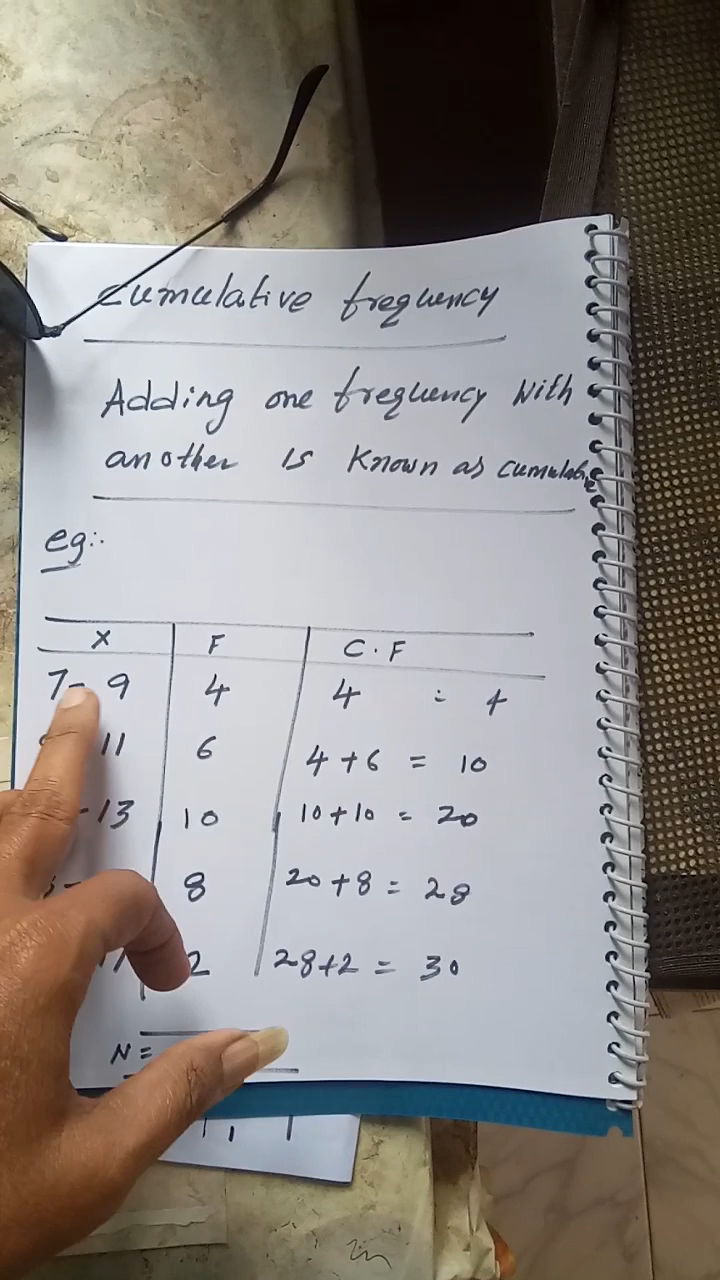 Cumulative frequency
Adding one frequency with
another is known as cumulative
eg:-
X F C.F
7-9 4 4 : 4
11 6 4+6 = 10
-13 10 10+10 = 20
8 20+8 = 28
2 28+2 = 30
N =